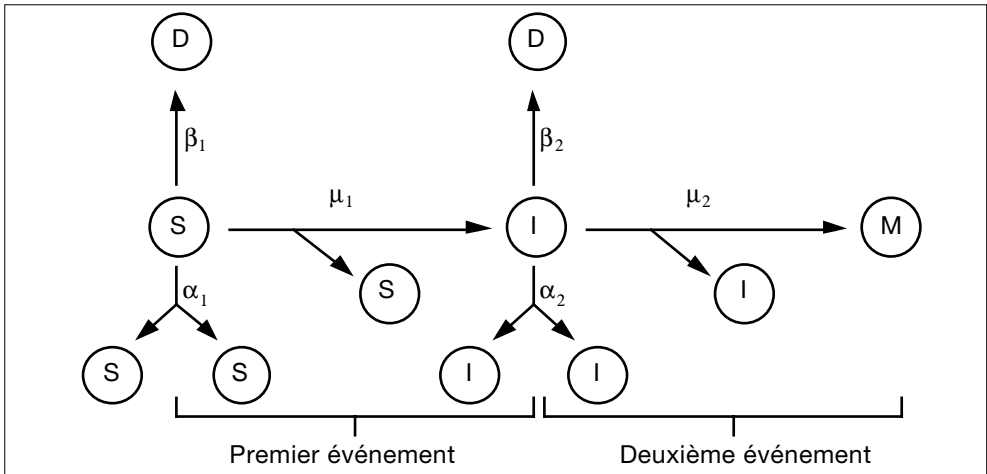 D D
β1 β2
μ1 μ2
S I M
S I
α1 α2
S S I I
Premier événement Deuxième événement